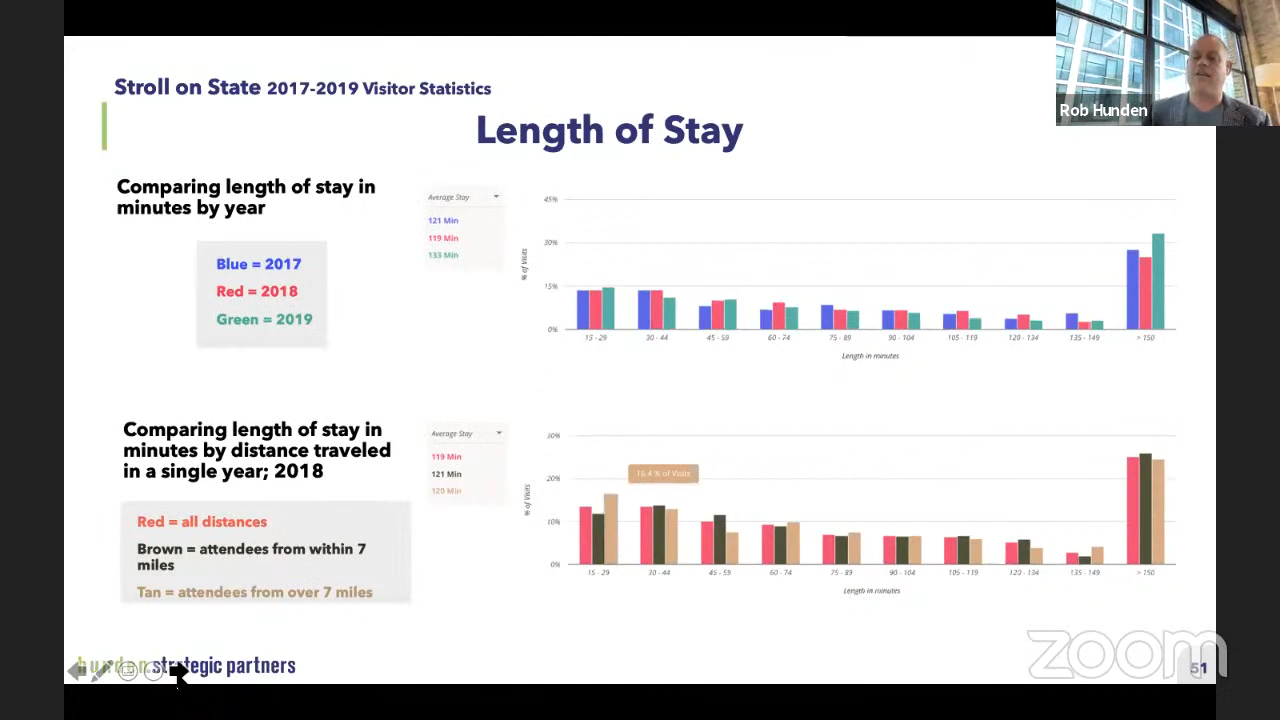 Stroll on State 2017-2019 Visitor Statistics
Length of Stay
Rob Hunden
Comparing length of stay in
minutes by year
Blue = 2017
Red = 2018
Green = 2019
Average Stay
121 Min
119 Min
133 Min
45%
30%
15%
0%
% of Visits
15 - 29
30 - 44
45 - 59
60 - 74
75 - 89
90 - 104
105 - 119
120 - 134
135 - 149
> 150
Length in minutes
Comparing length of stay in
minutes by distance traveled
in a single year; 2018
Red = all distances
Brown = attendees from within 7
miles
Tan = attendees from over 7 miles
Average Stay
119 Min
121 Min
120 Min
30%
20%
10%
0%
% of Visits
16.4 % of Visits
15 - 29
30 - 44
45 - 59
60 - 74
75 - 89
90 - 104
105 - 119
120 - 134
135 - 149
> 150
Length in minutes
hunden strategic partners
zoom
51